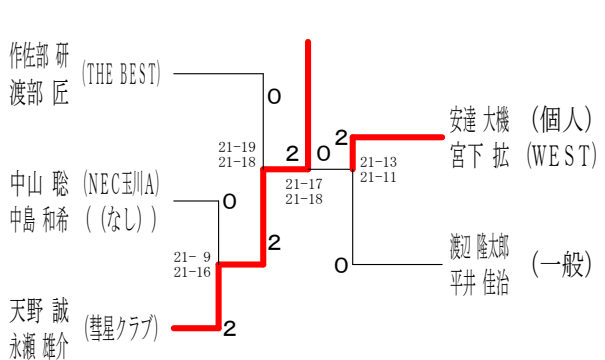 作佐部 研
渡部 匠
(THE BEST)
0
21-19
21-18
2
中山 聡
中島 和希
(NEC玉川A)
( (なし) )
0
21- 9
21-16
2
天野 誠
永瀬 雄介
(彗星クラブ)
2
0
21-17
21-18
2
21-13
21-11
安達 大機 (個人)
宮下 拡 (WEST)
0
渡辺 隆太郎
平井 佳治
(一般)